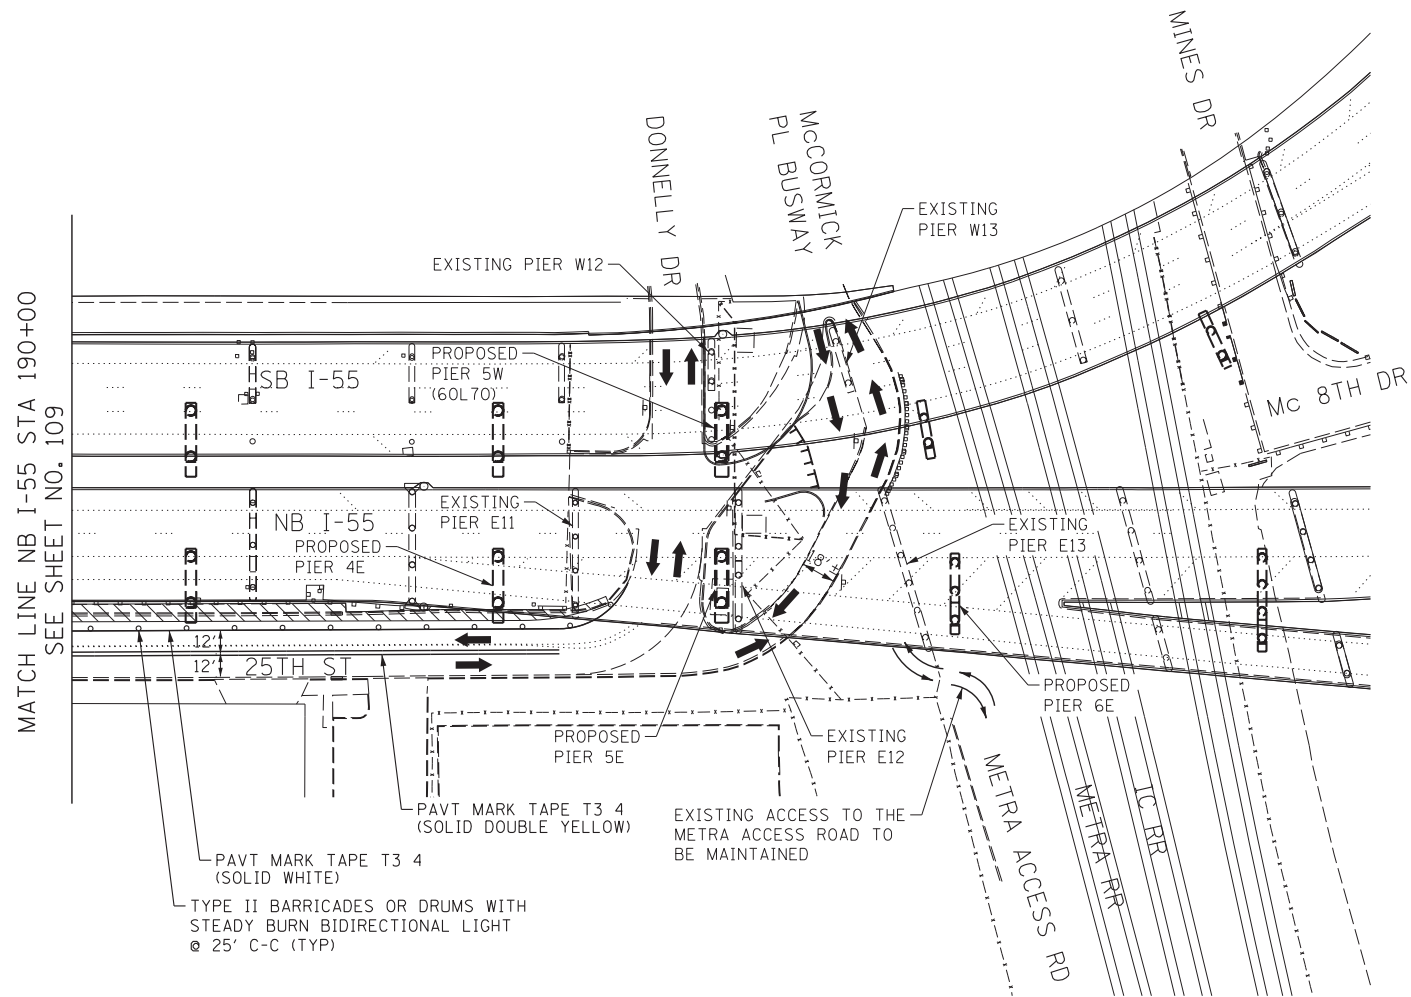 MINES DR
McCORMICK
PL BUSWAY
DONNELLY DR
EXISTING
PIER W13
EXISTING PIER W12
PROPOSED
PIER 5W
(60L70)
SB I-55
Mc 8TH DR
MATCH LINE NB I-55 STA 190+00
SEE SHEET NO. 109
NB I-55
EXISTING
PIER E11
PROPOSED
PIER 4E
EXISTING
PIER E13
18'±
12'
12'
25TH ST
PROPOSED
PIER 6E
PROPOSED
PIER 5E
EXISTING
PIER E12
PAVT MARK TAPE T3 4
(SOLID DOUBLE YELLOW)
EXISTING ACCESS TO THE
METRA ACCESS ROAD TO
BE MAINTAINED
METRA ACCESS RD
METRA RR
IC RR
PAVT MARK TAPE T3 4
(SOLID WHITE)
TYPE II BARRICADES OR DRUMS WITH
STEADY BURN BIDIRECTIONAL LIGHT
@ 25' C-C (TYP)